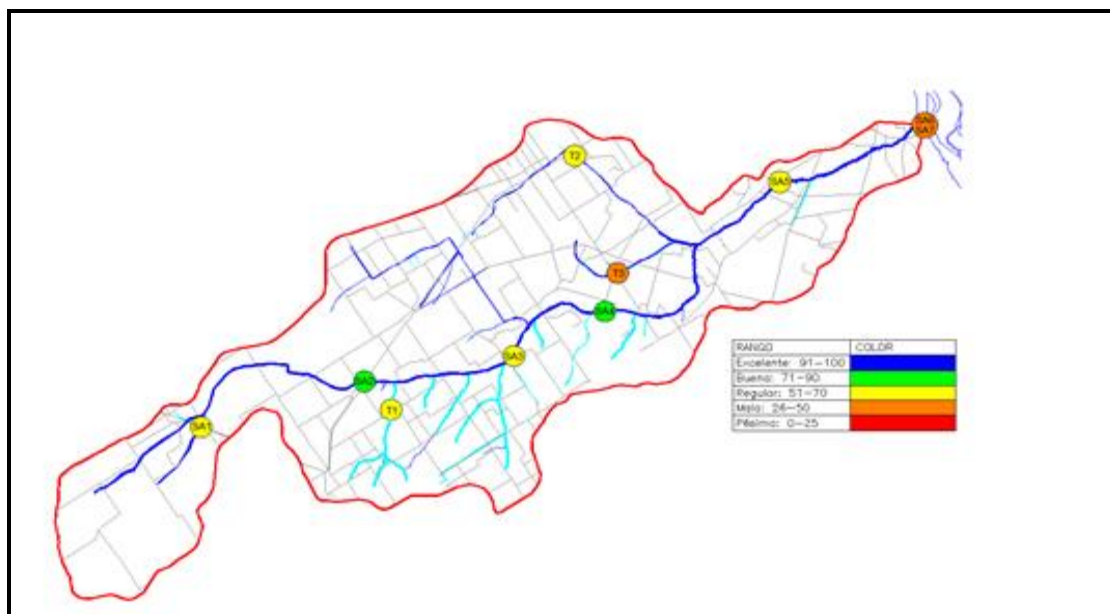 SA6
SA7
T2
SA5
T3
SA4
SA3
SA2
T1
SA1
RANGO COLOR
Excelente: 91-100
Bueno: 71-90
Regular: 51-70
Malo: 26-50
Pésimo: 0-25